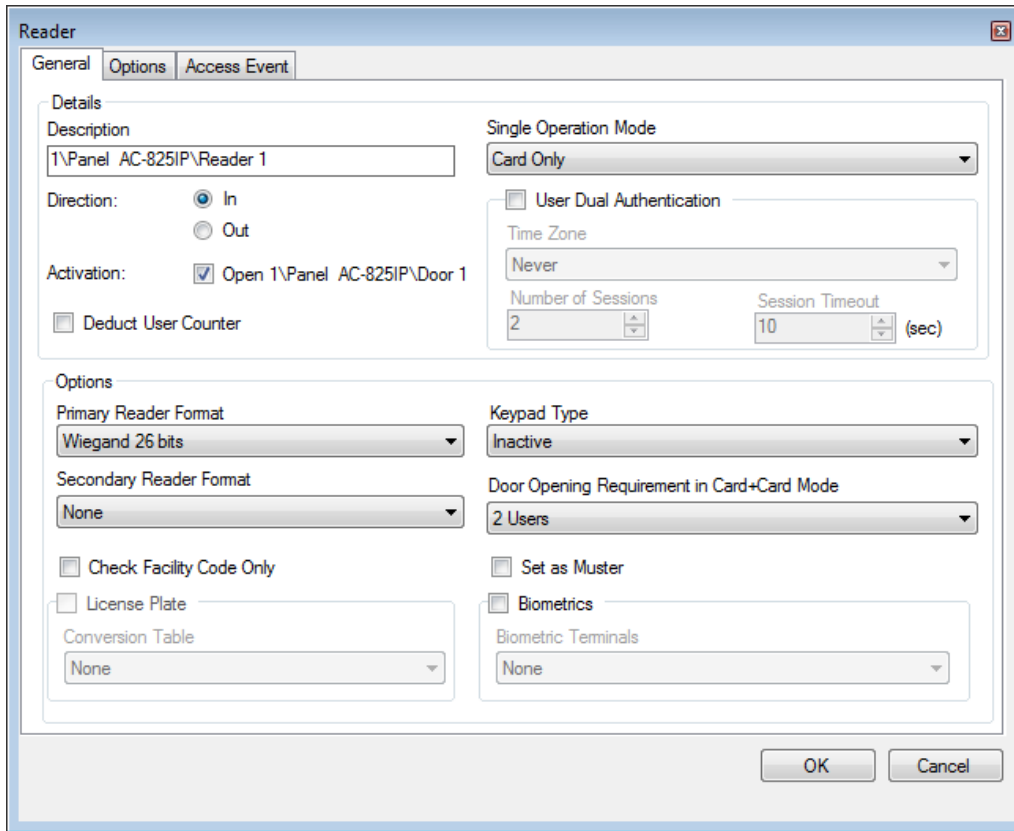 Reader
General Options Access Event
Details
Description
1\Panel AC-825IP\Reader 1
Single Operation Mode
Card Only
Direction:
In
Out
Activation:
Open 1\Panel AC-825IP\Door 1
Deduct User Counter
User Dual Authentication
Time Zone
Never
Number of Sessions
2
Session Timeout
10
(sec)
Options
Primary Reader Format
Wiegand 26 bits
Keypad Type
Inactive
Secondary Reader Format
None
Door Opening Requirement in Card+Card Mode
2 Users
Check Facility Code Only
Set as Muster
License Plate
Conversion Table
None
Biometrics
Biometric Terminals
None
OK
Cancel